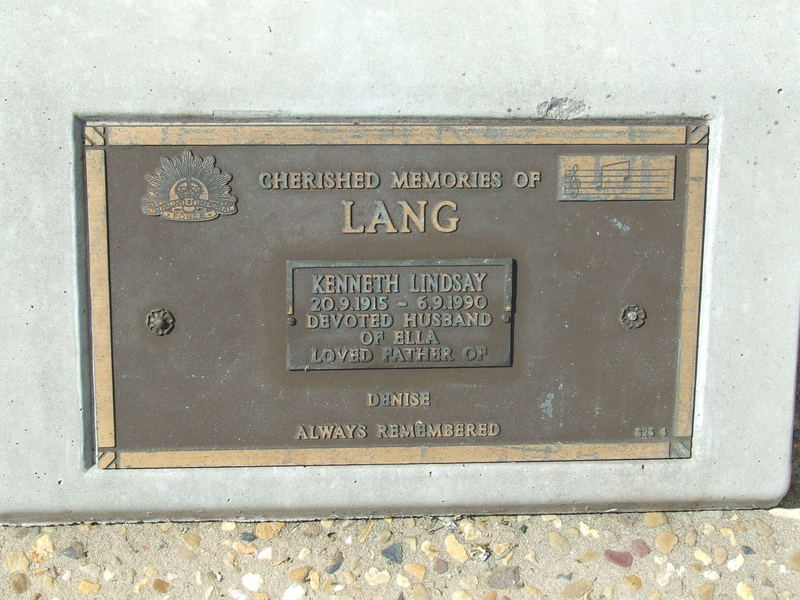 CHERISHED MEMORIES OF
LANG
KENNETH LINDSAY
20.9.1915 - 6.9.1990
DEVOTED HUSBAND
OF ELLA
LOVED FATHER OF
DENISE
ALWAYS REMEMBERED